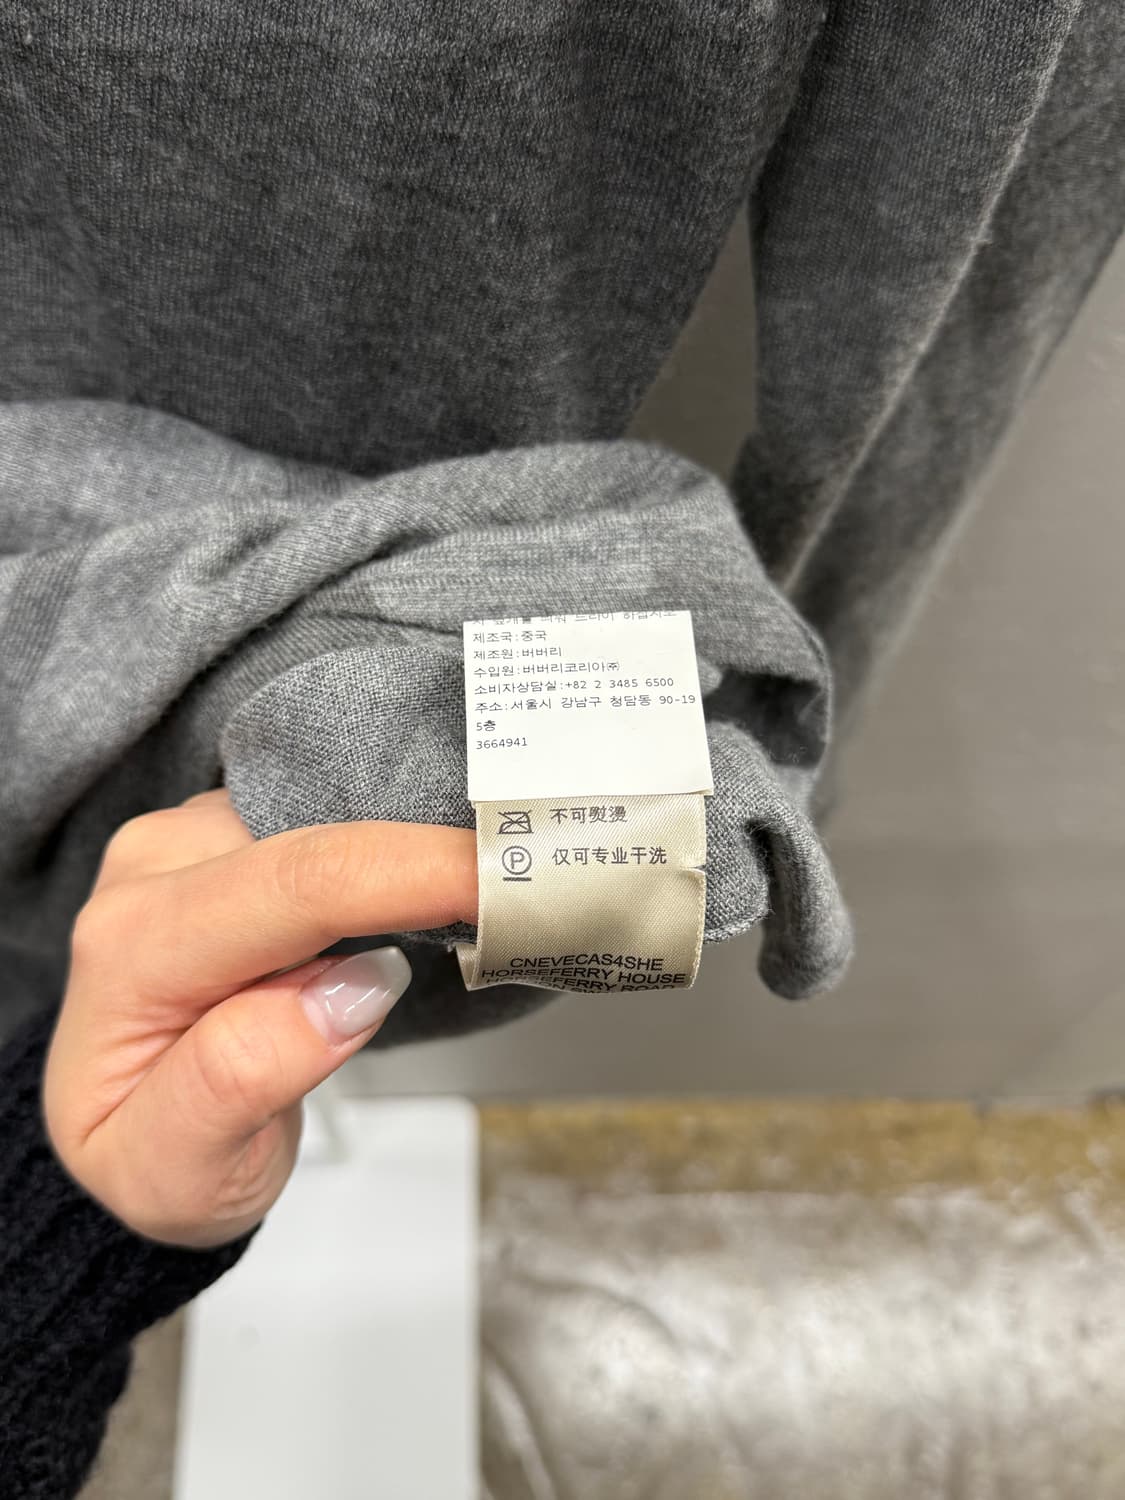 제조국:중국
제조원:버버리
수입원:버버리코리아㈜
소비자상담실:+82 2 3485 6500
주소:서울시 강남구 청담동 90-19
5층
3664941
不可熨烫
P 仅可专业干洗
CNEVECAS4SHE
HORSEFERRY HOUSE
HORSEFERRY ROAD